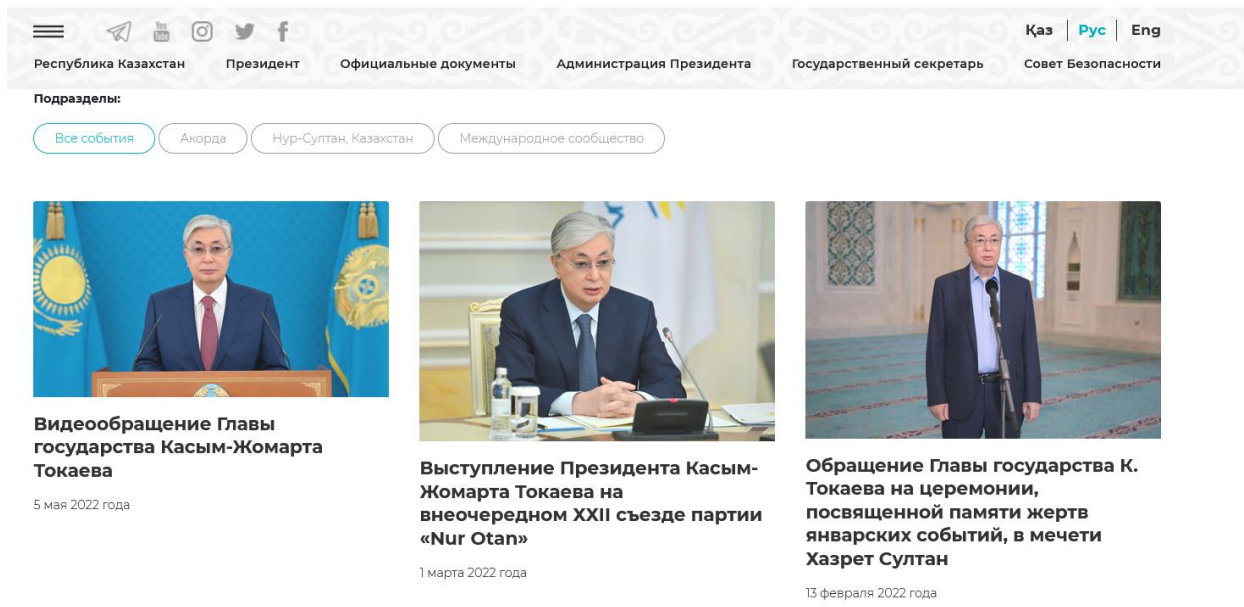 Қаз | Рус | Eng
Республика Казахстан Президент Официальные документы Администрация Президента Государственный секретарь Совет Безопасности
Подразделы:
Все события Акорда Нур-Султан, Казахстан Международное сообщество
Видеообращение Главы
государства Касым-Жомарта
Токаева
5 мая 2022 года
Выступление Президента Касым-
Жомарта Токаева на
внеочередном XXII съезде партии
«Nur Otan»
1 марта 2022 года
Обращение Главы государства К.
Токаева на церемонии,
посвященной памяти жертв
январских событий, в мечети
Хазрет Султан
13 февраля 2022 года